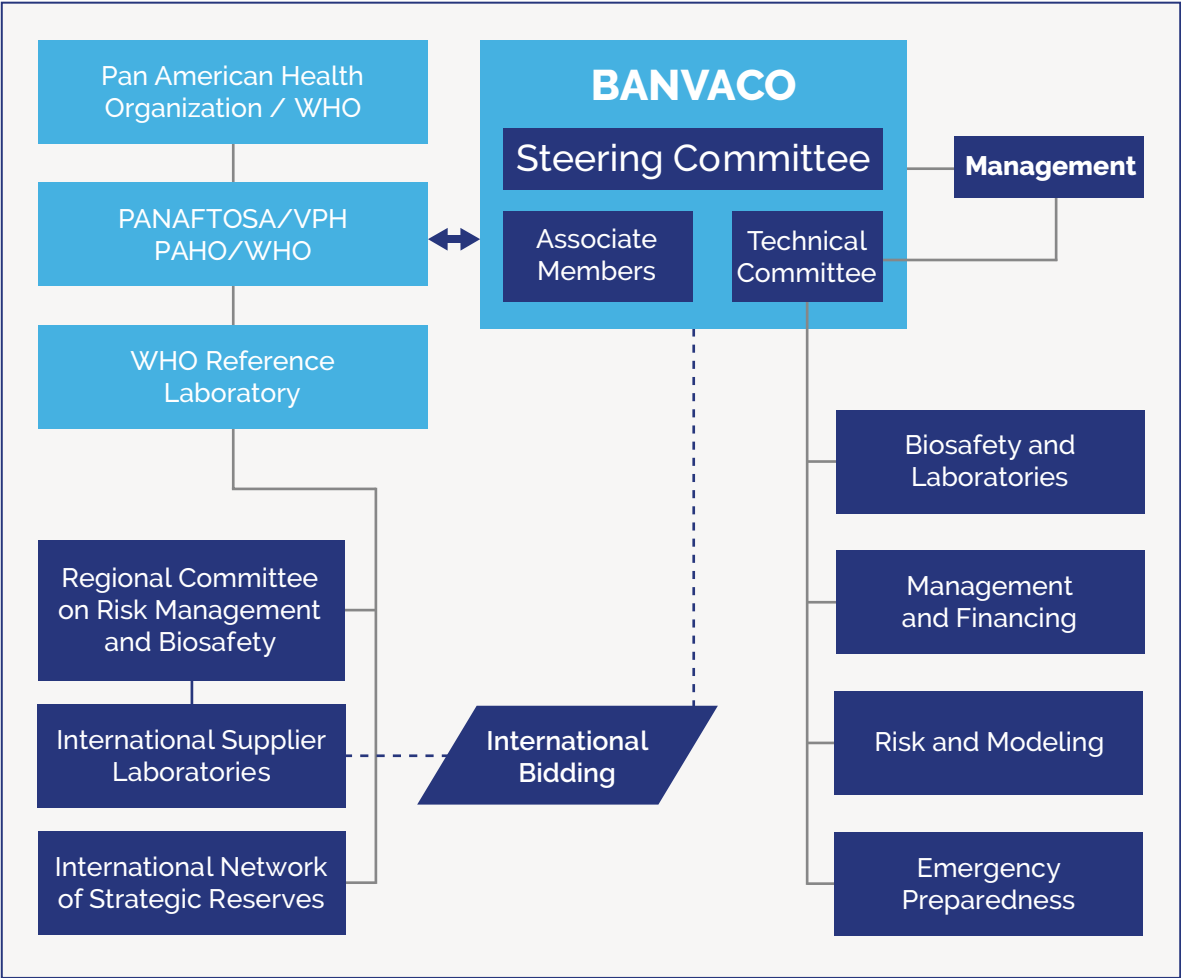 Pan American Health
Organization / WHO
PANAFTOSA/VPH
PAHO/WHO
WHO Reference
Laboratory
BANVACO
Steering Committee
Associate
Members
Technical
Committee
Management
Regional Committee
on Risk Management
and Biosafety
International Supplier
Laboratories
International Network
of Strategic Reserves
International
Bidding
Biosafety and
Laboratories
Management
and Financing
Risk and Modeling
Emergency
Preparedness